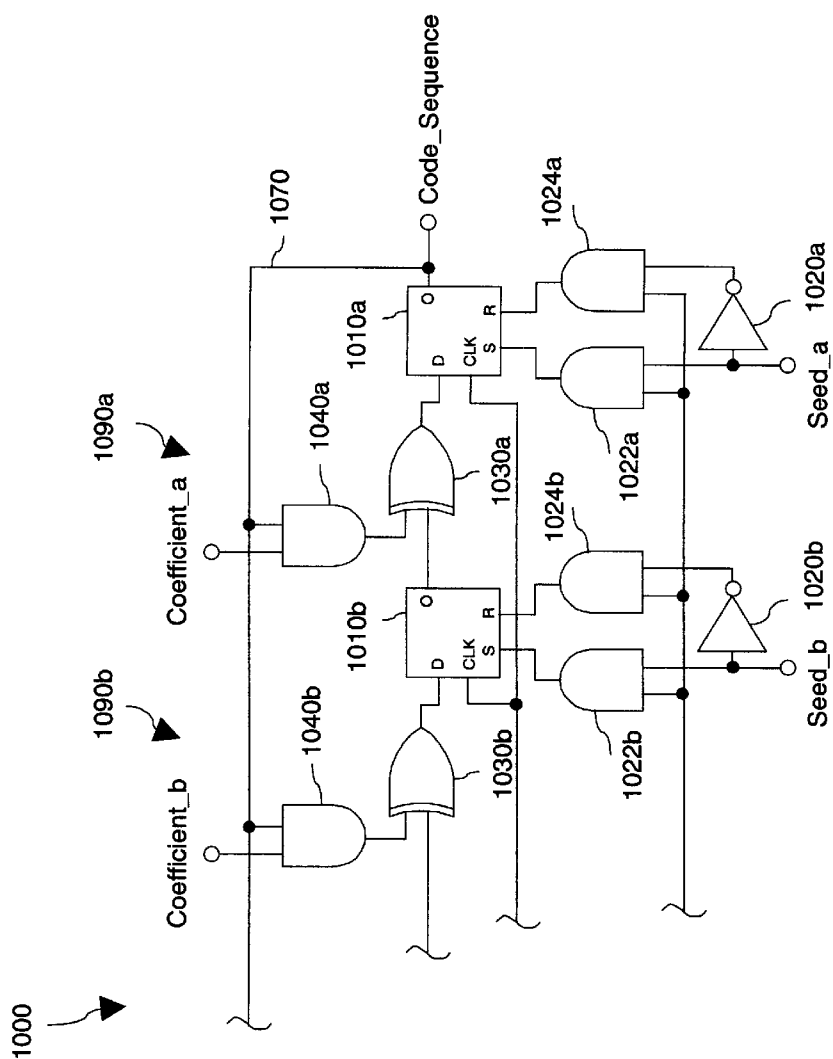 1000
1090b
1090a
Coefficient_b
Coefficient_a
1070
1040b
1040a
1010b
1010a
Code_Sequence
D
O
CLK
S
R
D
O
CLK
S
R
1030b
1030a
1024b
1024a
1022b
1022a
1020b
1020a
Seed_b
Seed_a